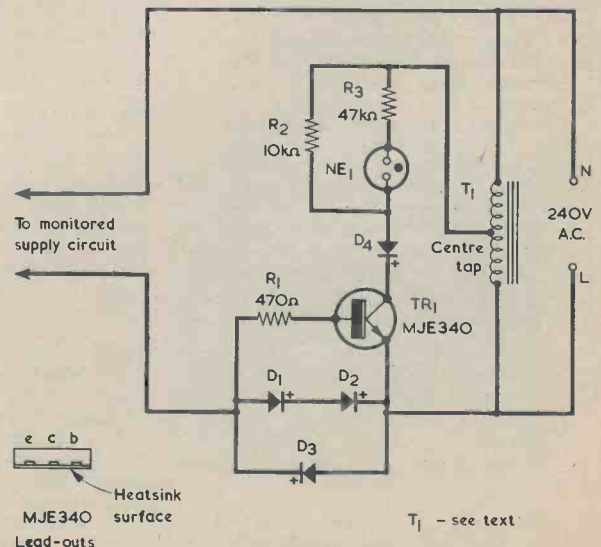 R3
47kΩ
R2
10kΩ
NE1
N
T1
To monitored
supply circuit
240V
A.C.
Centre
tap
D4
+
L
R1
470Ω
TR1
MJE340
D1
+
D2
+
D3
+
e c b
Heatsink
surface
MJE340
Lead-outs
T1 – see text